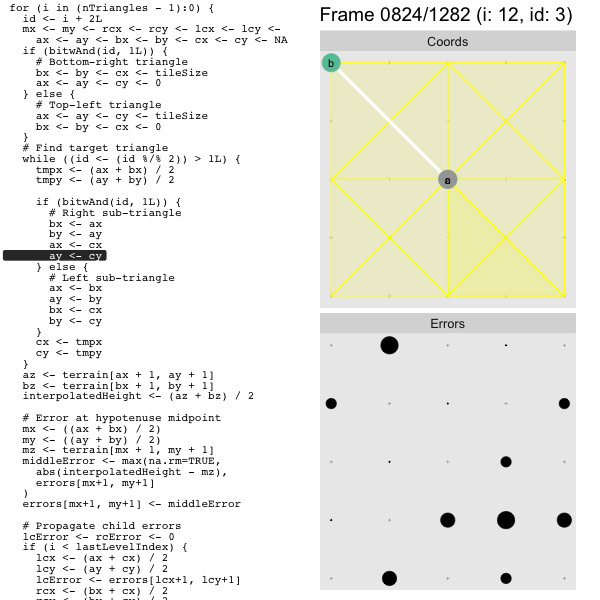 for (i in (nTriangles - 1):0) {
  id <- i + 2L
  mx <- my <- rcx <- rcy <- lcx <- lcy <-
    ax <- ay <- bx <- by <- cx <- cy <- NA
  if (bitwAnd(id, 1L)) {
    # Bottom-right triangle
    bx <- by <- cx <- tileSize
    ax <- ay <- cy <- 0
  } else {
    # Top-left triangle
    ax <- ay <- cy <- tileSize
    bx <- by <- cx <- 0
  }
  # Find target triangle
  while ((id <- (id %/% 2)) > 1L) {
    tmpx <- (ax + bx) / 2
    tmpy <- (ay + by) / 2

    if (bitwAnd(id, 1L)) {
      # Right sub-triangle
      bx <- ax
      by <- ay
      ax <- cx
      ay <- cy
    } else {
      # Left sub-triangle
      ax <- bx
      ay <- by
      bx <- cx
      by <- cy
    }
    cx <- tmpx
    cy <- tmpy
  }
  az <- terrain[ax + 1, ay + 1]
  bz <- terrain[bx + 1, by + 1]
  interpolatedHeight <- (az + bz) / 2

  # Error at hypotenuse midpoint
  mx <- ((ax + bx) / 2)
  my <- ((ay + by) / 2)
  mz <- terrain[mx + 1, my + 1]
  middleError <- max(na.rm=TRUE,
    abs(interpolatedHeight - mz),
    errors[mx+1, my+1]
  )
  errors[mx+1, my+1] <- middleError

  # Propagate child errors
  lcError <- rcError <- 0
  if (i < lastLevelIndex) {
    lcx <- (ax + cx) / 2
    lcy <- (ay + cy) / 2
    lcError <- errors[lcx+1, lcy+1]
    rcx <- (bx + cx) / 2
Frame 0824/1282 (i: 12, id: 3)
Coords
b
a
Errors